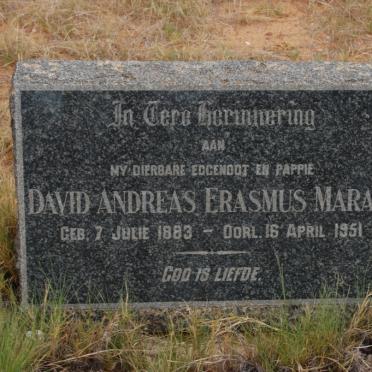 In Tere Herinnering
AAN
MY DIERBARE EGGENOOT EN PAPPIE
DAVID ANDREAS ERASMUS MARA
GEB. 7 JULIE 1883 – OORL. 16 APRIL 1951
GOD IS LIEFDE